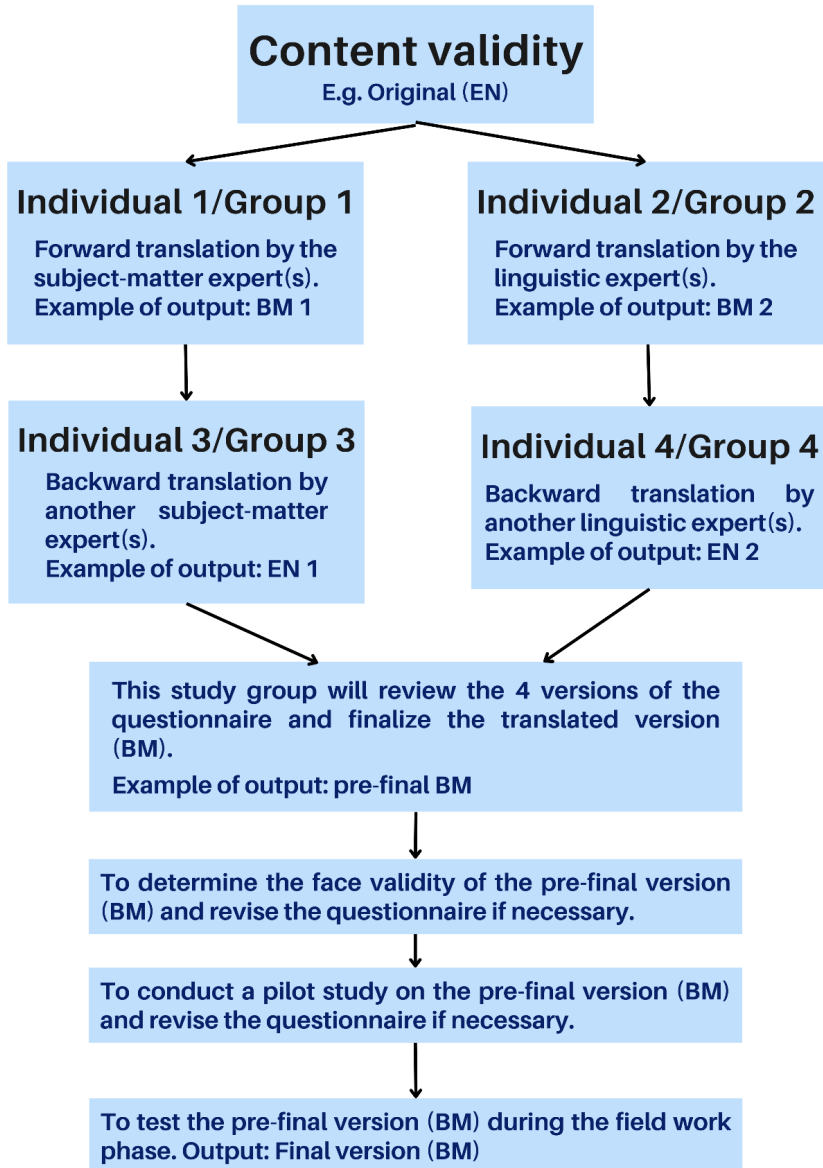 Content validity
E.g. Original (EN)
Individual 1/Group 1
Forward translation by the
subject-matter expert(s).
Example of output: BM 1
Individual 2/Group 2
Forward translation by the
linguistic expert(s).
Example of output: BM 2
Individual 3/Group 3
Backward translation by
another subject-matter
expert(s).
Example of output: EN 1
Individual 4/Group 4
Backward translation by
another linguistic expert(s).
Example of output: EN 2
This study group will review the 4 versions of the
questionnaire and finalize the translated version
(BM).
Example of output: pre-final BM
To determine the face validity of the pre-final version
(BM) and revise the questionnaire if necessary.
To conduct a pilot study on the pre-final version (BM)
and revise the questionnaire if necessary.
To test the pre-final version (BM) during the field work
phase. Output: Final version (BM)